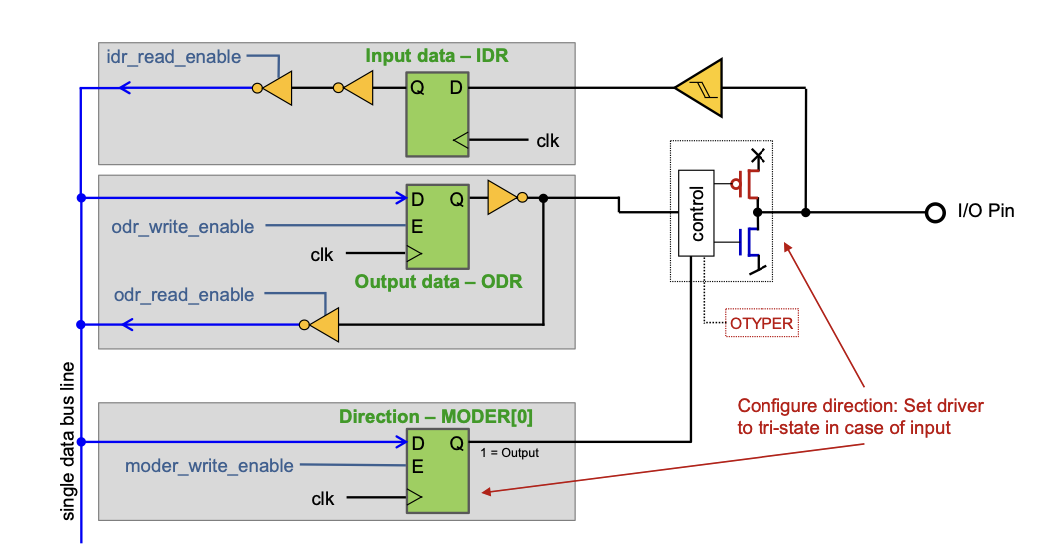 idr_read_enable
Input data – IDR
Q D
clk
D Q
odr_write_enable
E
clk
Output data – ODR
odr_read_enable
control
I/O Pin
OTYPER
single data bus line
Direction – MODER[0]
D Q
1 = Output
moder_write_enable
E
clk
Configure direction: Set driver
to tri-state in case of input